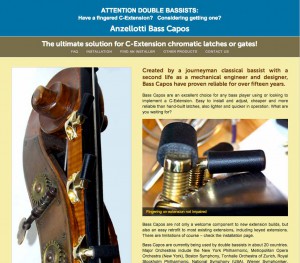 ATTENTION DOUBLE BASSISTS:
Have a fingered C-Extension? Considering getting one?
Anzellotti Bass Capos
The ultimate solution for C-Extension chromatic latches or gates!
FAQ INSTALLATION FIND AN INSTALLER OTHER PRODUCTS CONTACT
Created by a journeyman classical bassist with a
second life as a mechanical engineer and designer,
Bass Capos have proven reliable for over fifteen years.
Bass Capos are an excellent choice for any bass player using or looking to
implement a C-Extension. Easy to install and adjust, cheaper and more
reliable than hand-built latches, also lighter and quicker in operation. What are
you waiting for?
Fingering on extension not impaired
Bass Capos are not only a welcome component to new extension builds, but
also an easy retrofit to most existing extensions, including keyed extensions.
There are limitations of course – check the installation page.
Bass Capos are currently being used by double bassists in about 20 countries.
Major Orchestras include the New York Philharmonic, Metropolitan Opera
Orchestra (New York), Boston Symphony, Tonhalle Orchestra of Zurich, Royal
Stockholm Philharmonic, National Symphony (USA), Wiener Symphoniker,